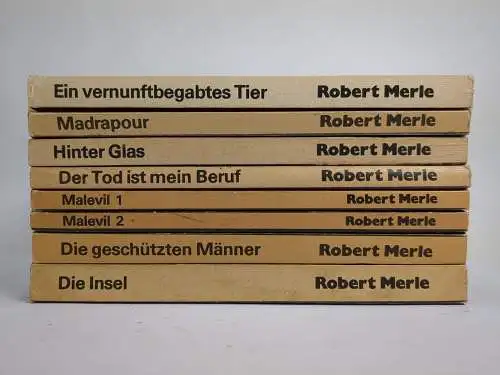 Ein vernunftbegabtes Tier Robert Merle
Madrapour Robert Merle
Hinter Glas Robert Merle
Der Tod ist mein Beruf Robert Merle
Malevil 1 Robert Merle
Malevil 2 Robert Merle
Die geschützten Männer Robert Merle
Die Insel Robert Merle